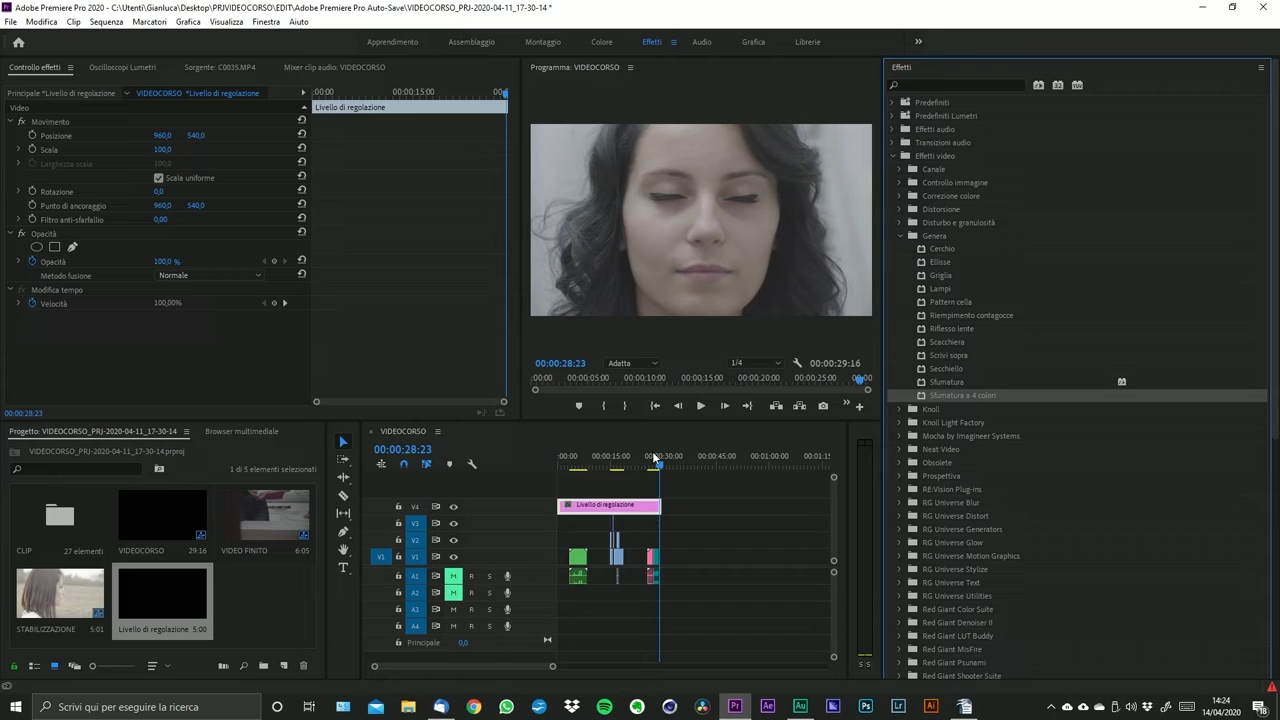 Adobe Premiere Pro 2020 - C:\Utenti\Gianluca\Desktop\PRJVIDEOCORSO\EDIT\Adobe Premiere Pro Auto-Save\VIDEOCORSO_PRJ-2020-04-11_17-30-14 *
File Modifica Clip Sequenza Marcatori Grafica Visualizza Finestra Aiuto
Apprendimento Assemblaggio Montaggio Colore Effetti Audio Grafica Librerie
Controllo effetti Oscilloscopi Lumetri Sorgente: C0035.MP4 Mixer clip audio: VIDEOCORSO
Principale *Livello di regolazione VIDEOCORSO *Livello di regolazione
:00:00 00:00:15:00 00:
Video
Livello di regolazione
fx Movimento
Posizione 960,0 540,0
Scala 100,0
Larghezza scala 100,0
Scala uniforme
Rotazione 0,0
Punto di ancoraggio 960,0 540,0
Filtro anti-sfarfallio 0,00
fx Opacità
Opacità 100,0 %
Metodo fusione Normale
Modifica tempo
Velocità 100,00%
00:00:28:23
Programma: VIDEOCORSO
00:00:28:23 Adatta 1/4 00:00:29:16
:00:00 00:00:05:00 00:00:10:00 00:00:15:00 00:00:20:00 00:00:25:00 00:00
Effetti
Predefiniti
Predefiniti Lumetri
Effetti audio
Transizioni audio
Effetti video
Canale
Controllo immagine
Correzione colore
Distorsione
Disturbo e granulosità
Genera
Cerchio
Ellisse
Griglia
Lampi
Pattern cella
Riempimento contagocce
Riflesso lente
Scacchiera
Scrivi sopra
Secchiello
Sfumatura
Sfumatura a 4 colori
Knoll
Knoll Light Factory
Mocha by Imagineer Systems
Neat Video
Obsolete
Prospettiva
RE:Vision Plug-ins
RG Universe Blur
RG Universe Distort
RG Universe Generators
RG Universe Glow
RG Universe Motion Graphics
RG Universe Stylize
RG Universe Text
RG Universe Utilities
Red Giant Color Suite
Red Giant Denoiser II
Red Giant LUT Buddy
Red Giant MisFire
Red Giant Psunami
Red Giant Shooter Suite
Progetto: VIDEOCORSO_PRJ-2020-04-11_17-30-14 Browser multimediale
VIDEOCORSO_PRJ-2020-04-11_17-30-14.prproj
1 di 5 elementi selezionati
CLIP 27 elementi
VIDEOCORSO 29:16
VIDEO FINITO 6:05
STABILIZZAZIONE 5:01
Livello di regolazione 5:00
VIDEOCORSO
00:00:28:23
:00:00 00:00:15:00 00:00:30:00 00:00:45:00 00:01:00:00 00:01:15
V4
Livello di regolazione
V3
V2
V1 V1
A1 M R S
A2 M R S
A3 M R S
A4 M R S
Principale 0,0
S S
Scrivi qui per eseguire la ricerca
14:24
14/04/2020
18